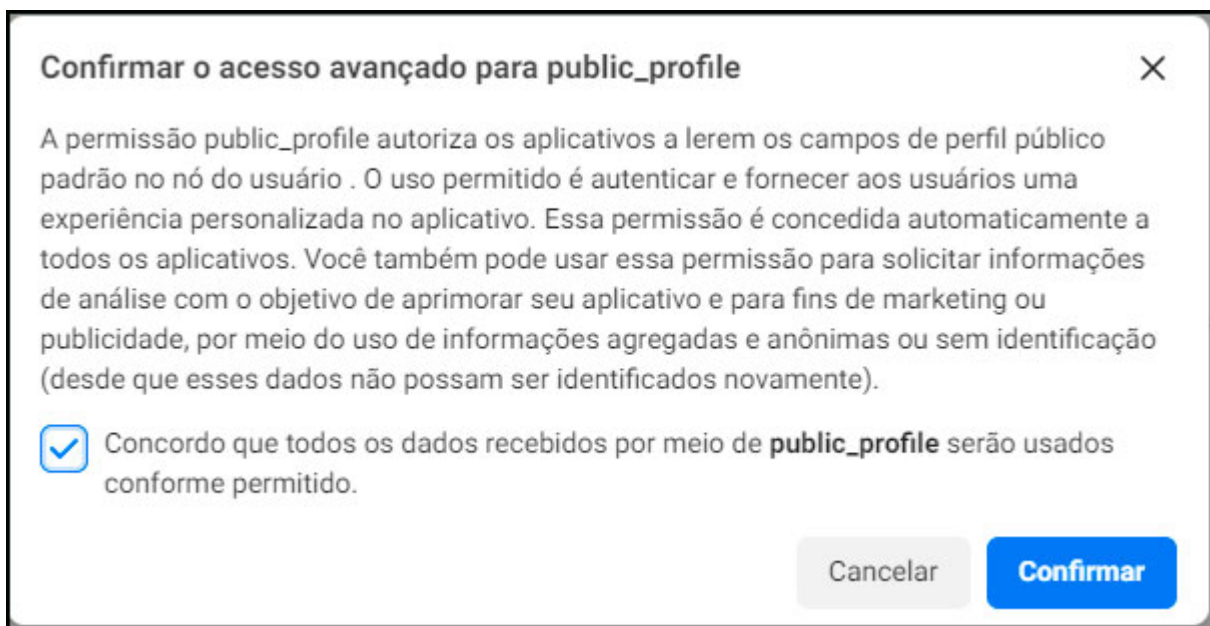 Confirmar o acesso avançado para public_profile
A permissão public_profile autoriza os aplicativos a lerem os campos de perfil público
padrão no nó do usuário . O uso permitido é autenticar e fornecer aos usuários uma
experiência personalizada no aplicativo. Essa permissão é concedida automaticamente a
todos os aplicativos. Você também pode usar essa permissão para solicitar informações
de análise com o objetivo de aprimorar seu aplicativo e para fins de marketing ou
publicidade, por meio do uso de informações agregadas e anônimas ou sem identificação
(desde que esses dados não possam ser identificados novamente).
Concordo que todos os dados recebidos por meio de public_profile serão usados
conforme permitido.
Cancelar Confirmar